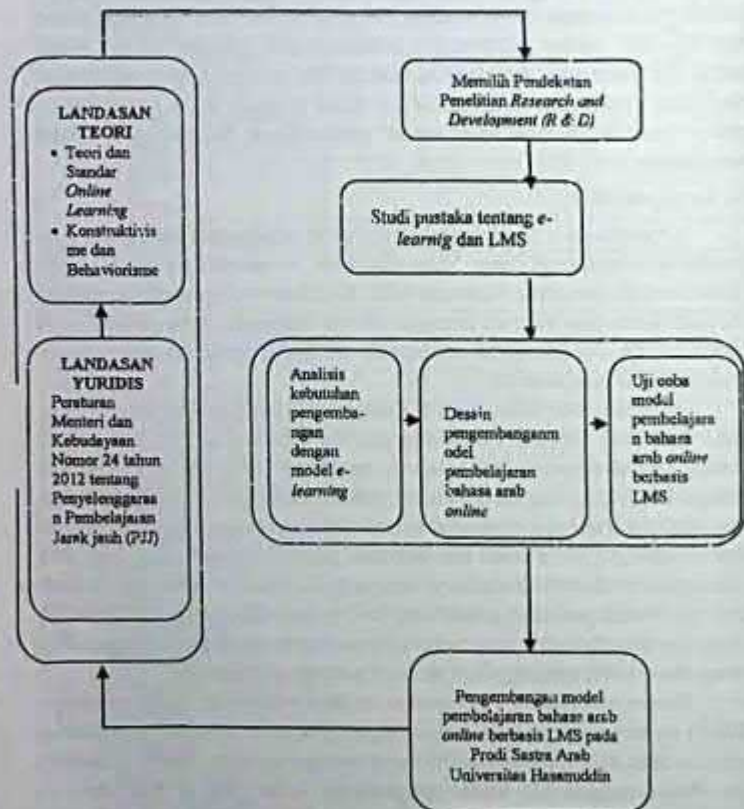 LANDASAN
TEORI
• Teori dan
Standar
Online
Learning
• Konstruktivis
me dan
Behaviorisme
LANDASAN
YURIDIS
Peraturan
Menteri dan
Kebudayaan
Nomor 24 tahun
2012 tentang
Penyelenggaraa
n Pembelajaran
Jarak jauh (PJJ)
Memilih Pendekatan
Penelitian Research and
Development (R & D)
Studi pustaka tentang e-
learnig dan LMS
Analisis
kebutuhan
pengemba-
ngan
dengan
model e-
learning
Desain
pengembanganm
odel
pembelajaran
bahasa arab
online
Uji coba
model
pembelajara
n bahasa
arab online
berbasis
LMS
Pengembangan model
pembelajaran bahasa arab
online berbasis LMS pada
Prodi Sastra Arab
Universitas Hasanuddin